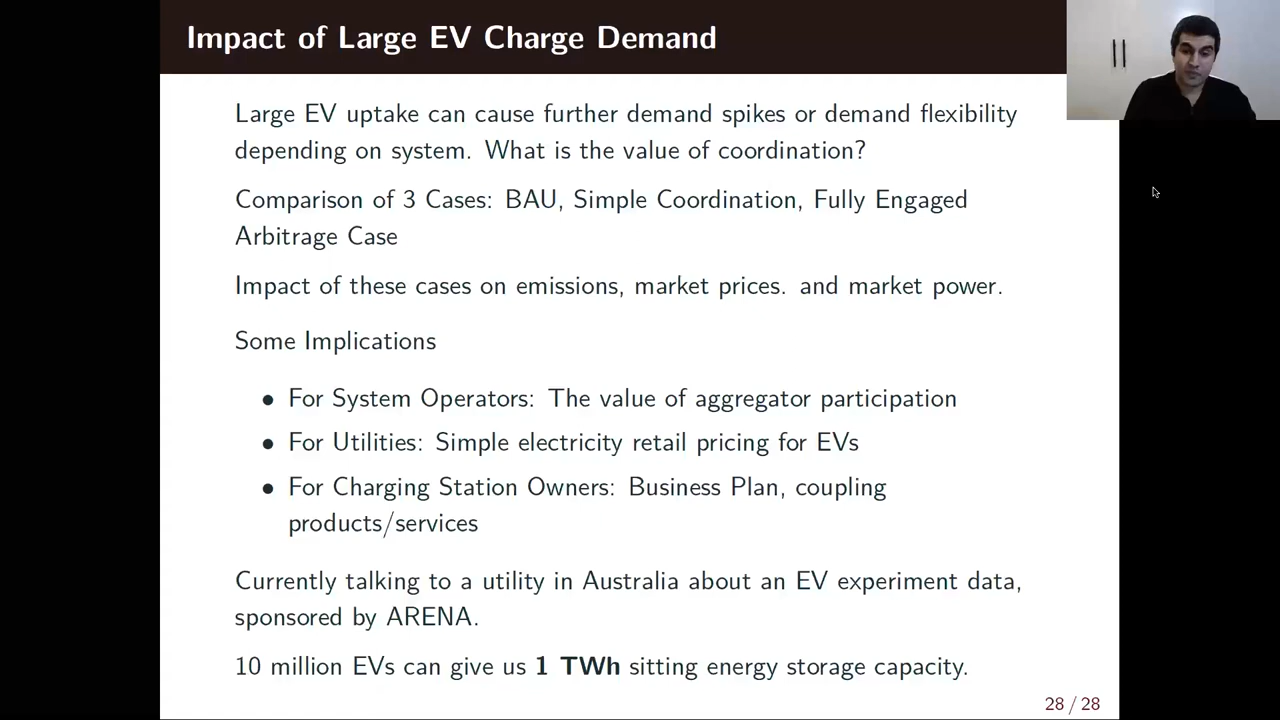 Impact of Large EV Charge Demand
Large EV uptake can cause further demand spikes or demand flexibility
depending on system. What is the value of coordination?
Comparison of 3 Cases: BAU, Simple Coordination, Fully Engaged
Arbitrage Case
Impact of these cases on emissions, market prices. and market power.
Some Implications
• For System Operators: The value of aggregator participation
• For Utilities: Simple electricity retail pricing for EVs
• For Charging Station Owners: Business Plan, coupling
products/services
Currently talking to a utility in Australia about an EV experiment data,
sponsored by ARENA.
10 million EVs can give us 1 TWh sitting energy storage capacity.
28 / 28